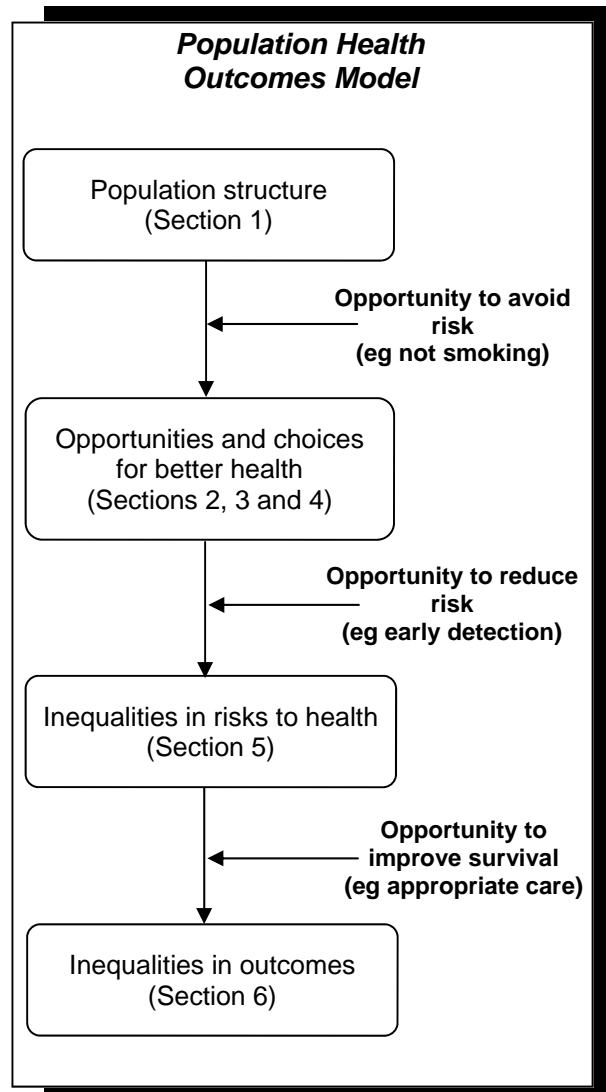 Population Health
Outcomes Model
Population structure
(Section 1)
Opportunity to avoid
risk
(eg not smoking)
Opportunities and choices
for better health
(Sections 2, 3 and 4)
Opportunity to reduce
risk
(eg early detection)
Inequalities in risks to health
(Section 5)
Opportunity to
improve survival
(eg appropriate care)
Inequalities in outcomes
(Section 6)